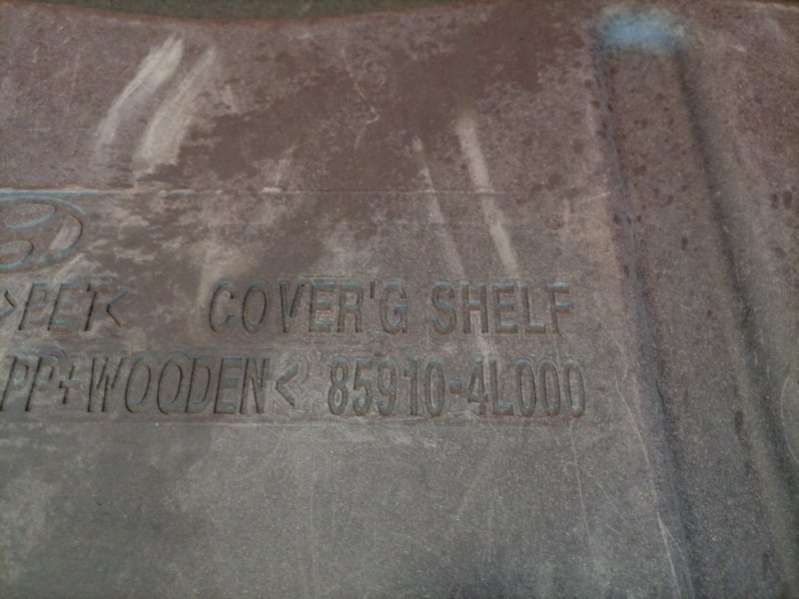 >PET< COVER'G SHELF
PP+WOODEN< 85910-4L000